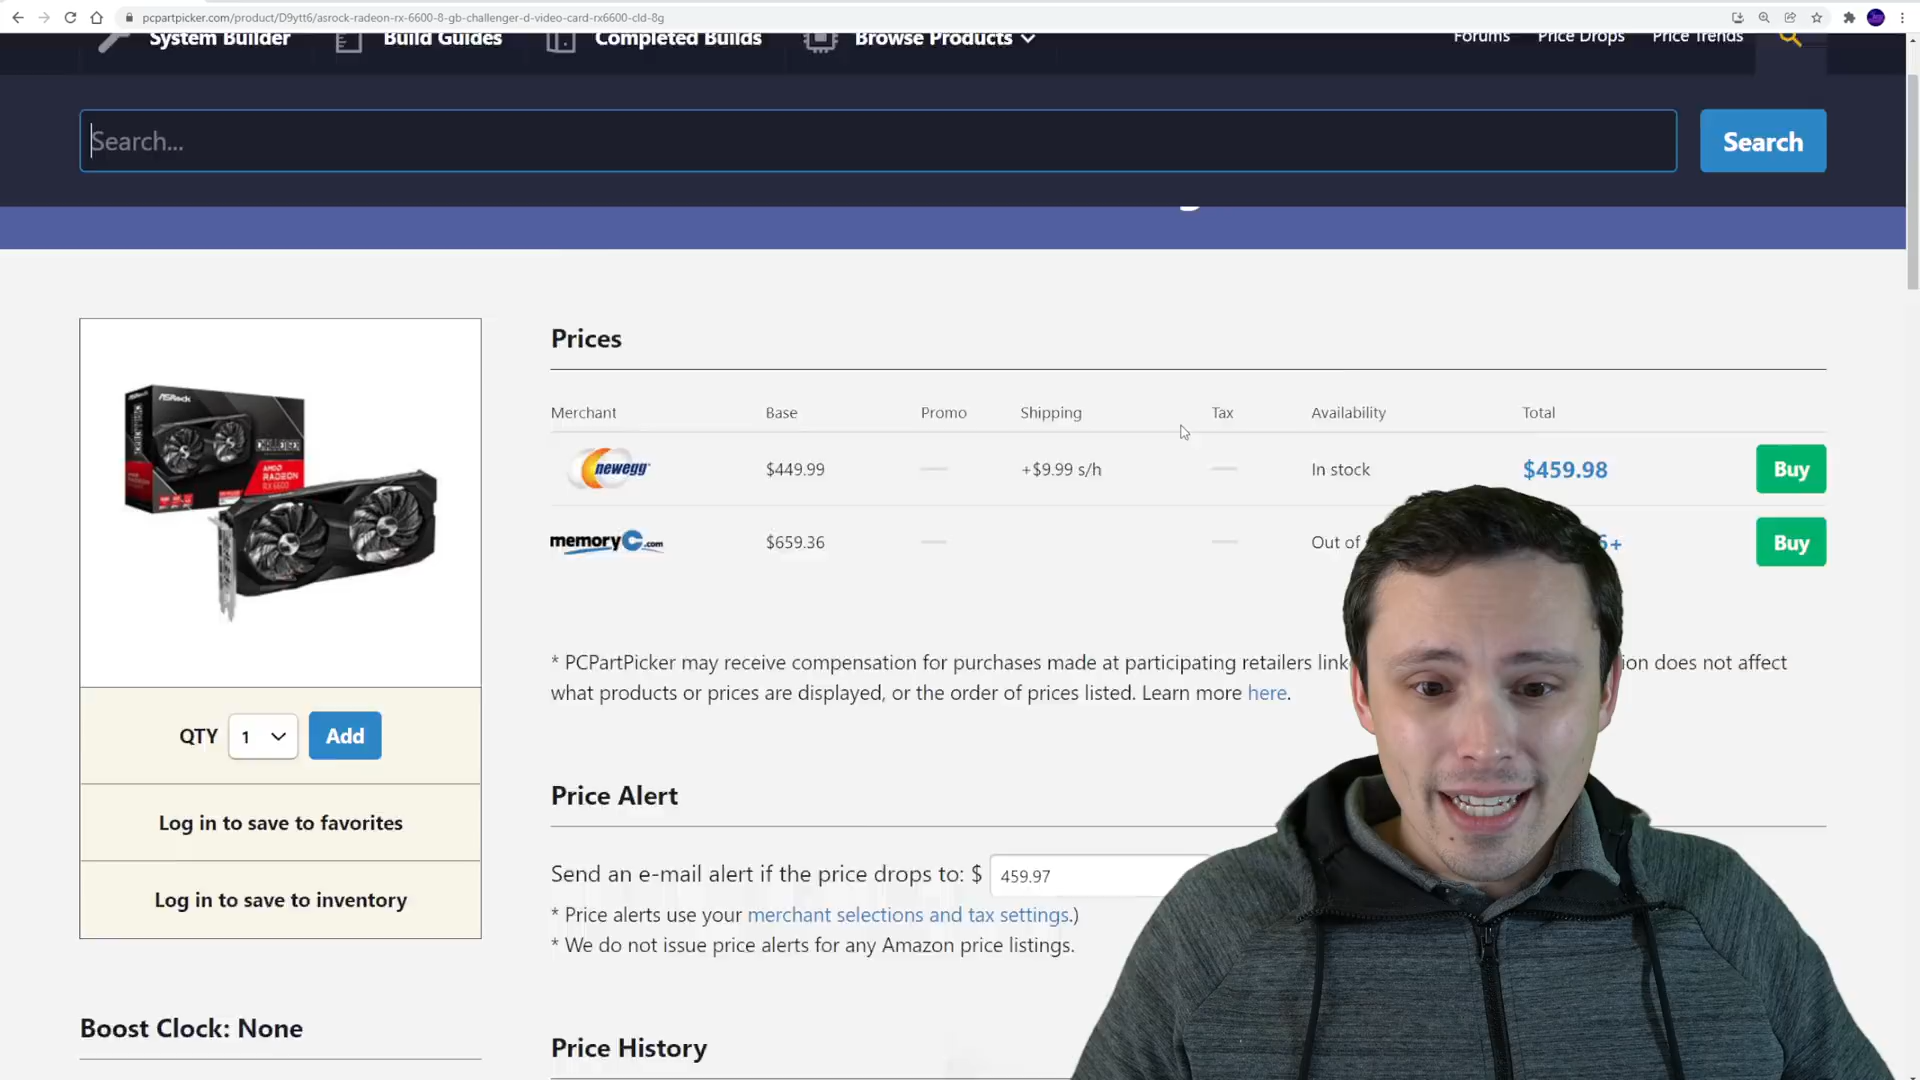 pcpartpicker.com/product/D9ytt6/asrock-radeon-rx-6600-8-gb-challenger-d-video-card-rx6600-cld-8g
System Builder
Build Guides
Completed Builds
Browse Products
Forums
Price Drops
Price Trends
Search...
Search
Prices
Merchant Base Promo Shipping Tax Availability Total
newegg $449.99 +$9.99 s/h In stock $459.98 Buy
memoryC.com $659.36 Out of 6+ Buy
ASRock
CHALLENGER
AMD
RADEON
RX 6600
* PCPartPicker may receive compensation for purchases made at participating retailers link ion does not affect
what products or prices are displayed, or the order of prices listed. Learn more here.
QTY 1 Add
Log in to save to favorites
Log in to save to inventory
Price Alert
Send an e-mail alert if the price drops to: $ 459.97
* Price alerts use your merchant selections and tax settings.)
* We do not issue price alerts for any Amazon price listings.
Boost Clock: None
Price History